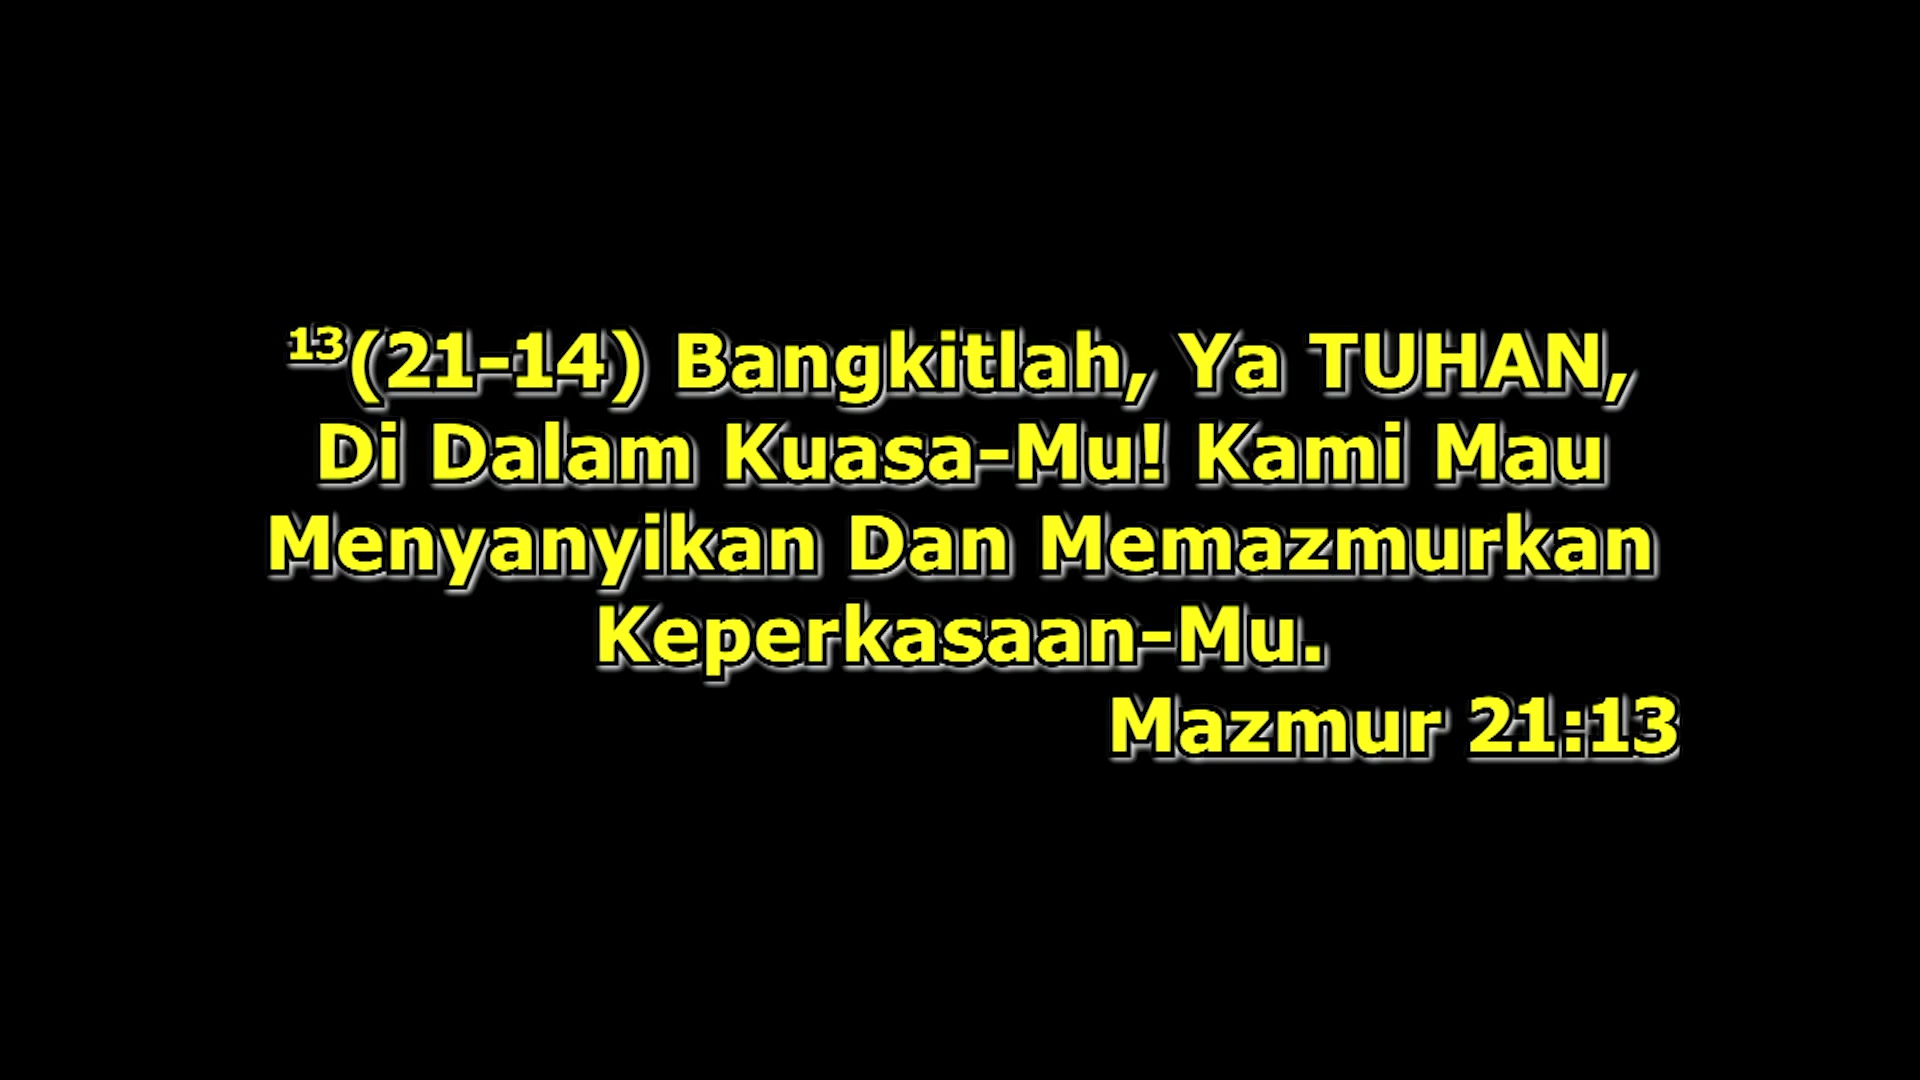 ¹³(21-14) Bangkitlah, Ya TUHAN,
Di Dalam Kuasa-Mu! Kami Mau
Menyanyikan Dan Memazmurkan
Keperkasaan-Mu.
Mazmur 21:13